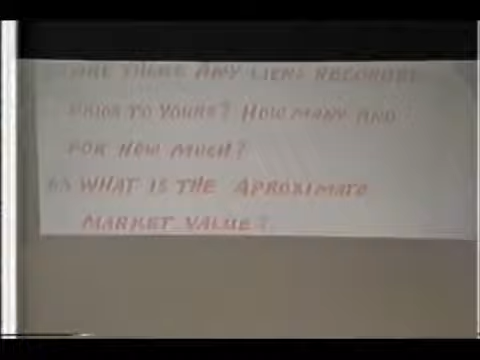 ARE THERE ANY LIENS RECORDED
PRIOR TO YOURS? HOW MANY AND
FOR HOW MUCH?
WHAT IS THE APROXIMATE
MARKET VALUE?